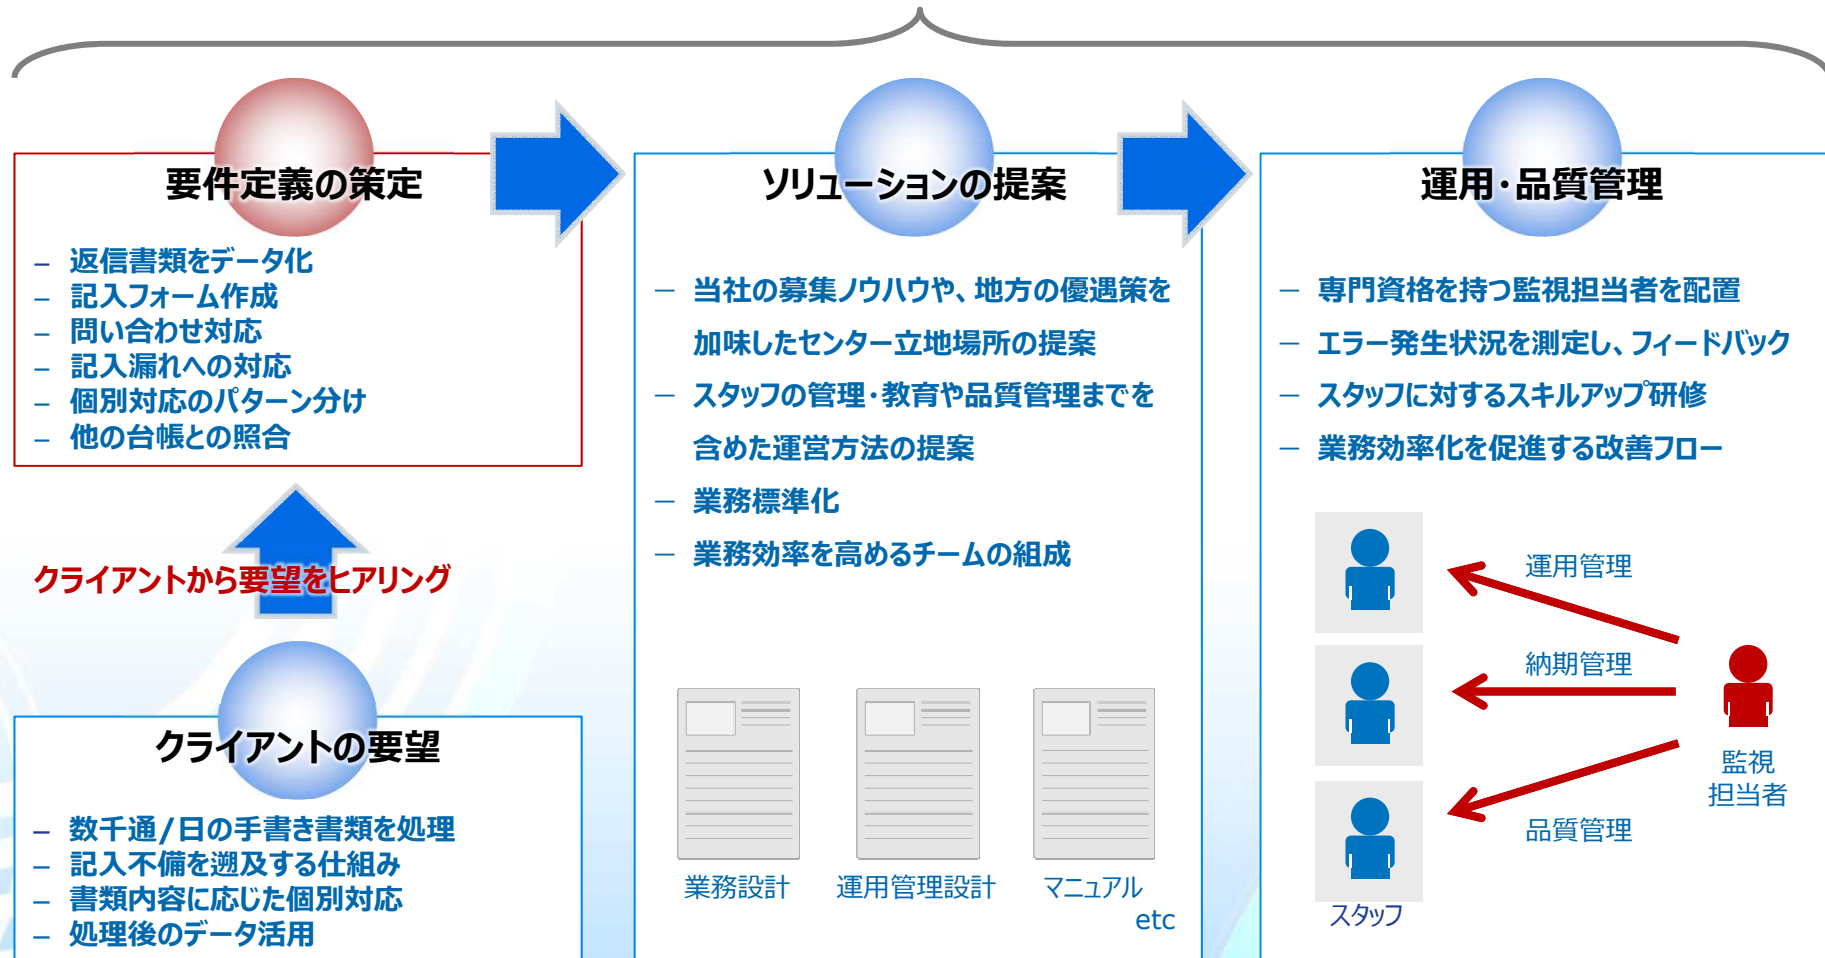 要件定義の策定
– 返信書類をデータ化
– 記入フォーム作成
– 問い合わせ対応
– 記入漏れへの対応
– 個別対応のパターン分け
– 他の台帳との照合
クライアントから要望をヒアリング
クライアントの要望
– 数千通/日の手書き書類を処理
– 記入不備を遡及する仕組み
– 書類内容に応じた個別対応
– 処理後のデータ活用
ソリューションの提案
– 当社の募集ノウハウや、地方の優遇策を
加味したセンター立地場所の提案
– スタッフの管理・教育や品質管理までを
含めた運営方法の提案
– 業務標準化
– 業務効率を高めるチームの組成
業務設計
運用管理設計
マニュアル
etc
運用・品質管理
– 専門資格を持つ監視担当者を配置
– エラー発生状況を測定し、フィードバック
– スタッフに対するスキルアップ研修
– 業務効率化を促進する改善フロー
運用管理
納期管理
品質管理
監視
担当者
スタッフ